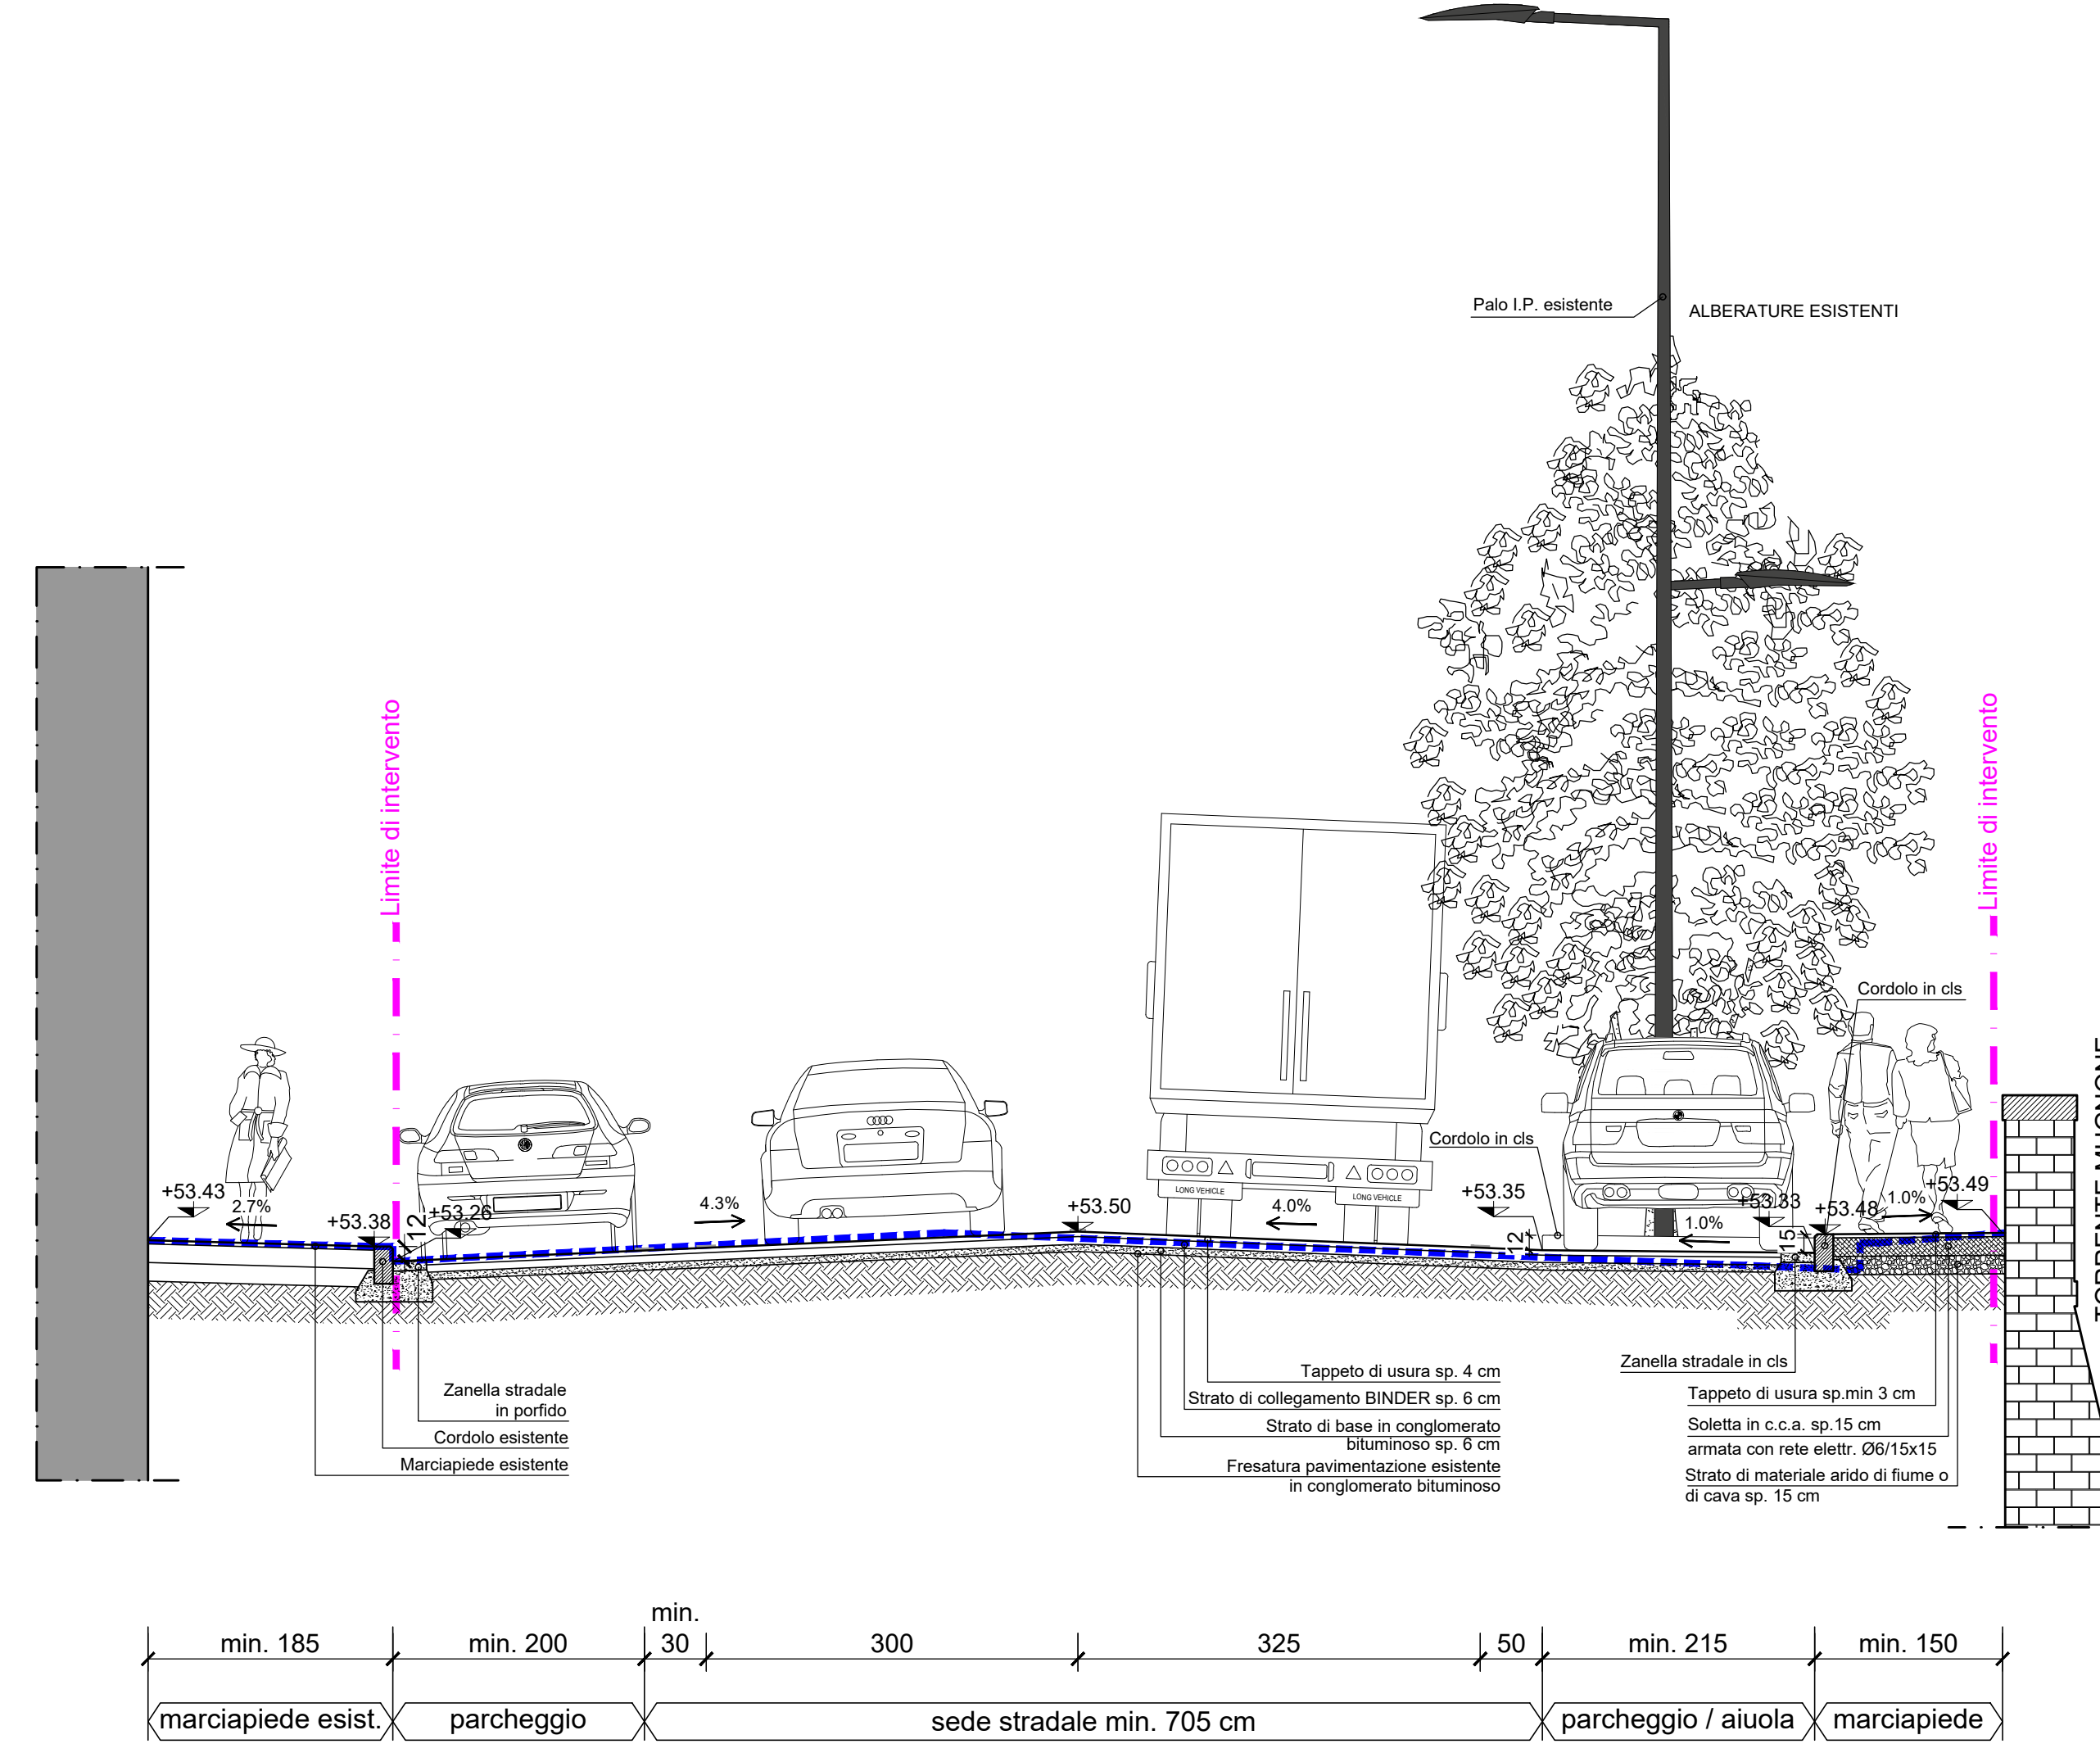 Palo I.P. esistente
ALBERATURE ESISTENTI
Limite di intervento
Limite di intervento
Cordolo in cls
Cordolo in cls
TORRENTE MUGNONE
LONG VEHICLE
LONG VEHICLE
+53.43
2.7%
+53.38
12
+53.26
4.3%
+53.50
4.0%
+53.35
12
1.0%
+53.33
15
+53.48
1.0%
+53.49
Zanella stradale
in porfido
Cordolo esistente
Marciapiede esistente
Tappeto di usura sp. 4 cm
Strato di collegamento BINDER sp. 6 cm
Strato di base in conglomerato
bituminoso sp. 6 cm
Fresatura pavimentazione esistente
in conglomerato bituminoso
Zanella stradale in cls
Tappeto di usura sp.min 3 cm
Soletta in c.c.a. sp.15 cm
armata con rete elettr. Ø6/15x15
Strato di materiale arido di fiume o
di cava sp. 15 cm
min. 185
min. 200
min.
30
300
325
50
min. 215
min. 150
marciapiede esist.
parcheggio
sede stradale min. 705 cm
parcheggio / aiuola
marciapiede